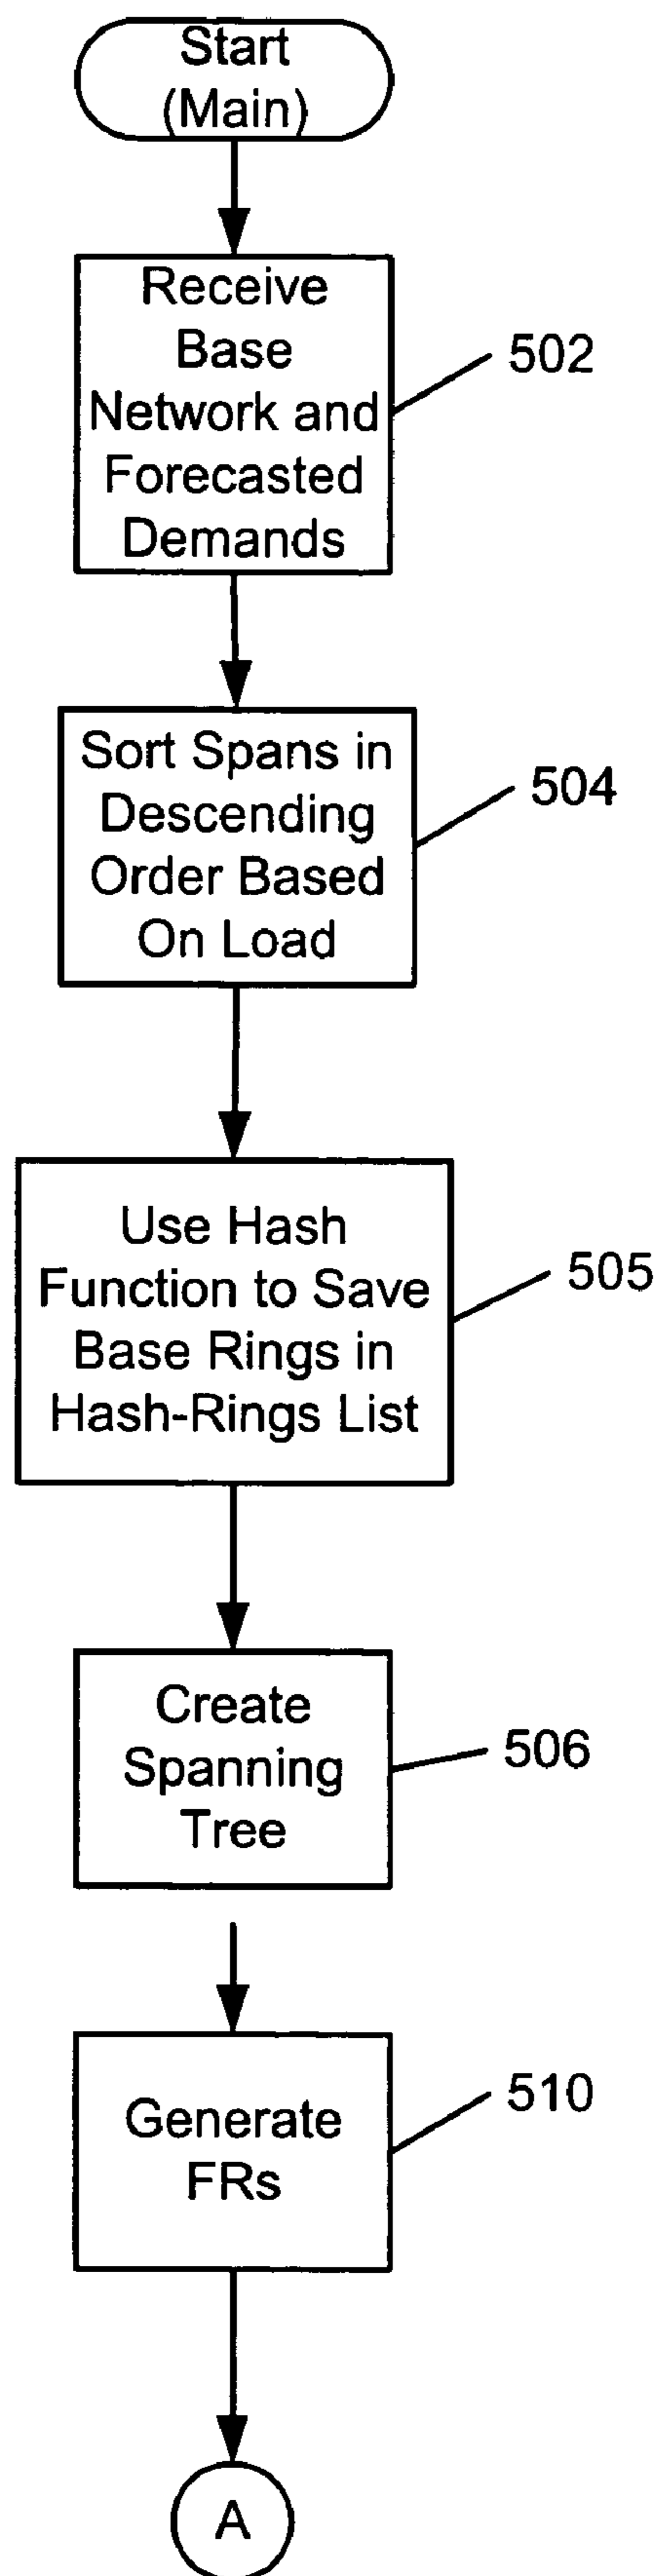 Start
(Main)
Receive
Base
Network and
Forecasted
Demands
502
Sort Spans in
Descending
Order Based
On Load
504
Use Hash
Function to Save
Base Rings in
Hash-Rings List
505
Create
Spanning
Tree
506
Generate
FRs
510
A